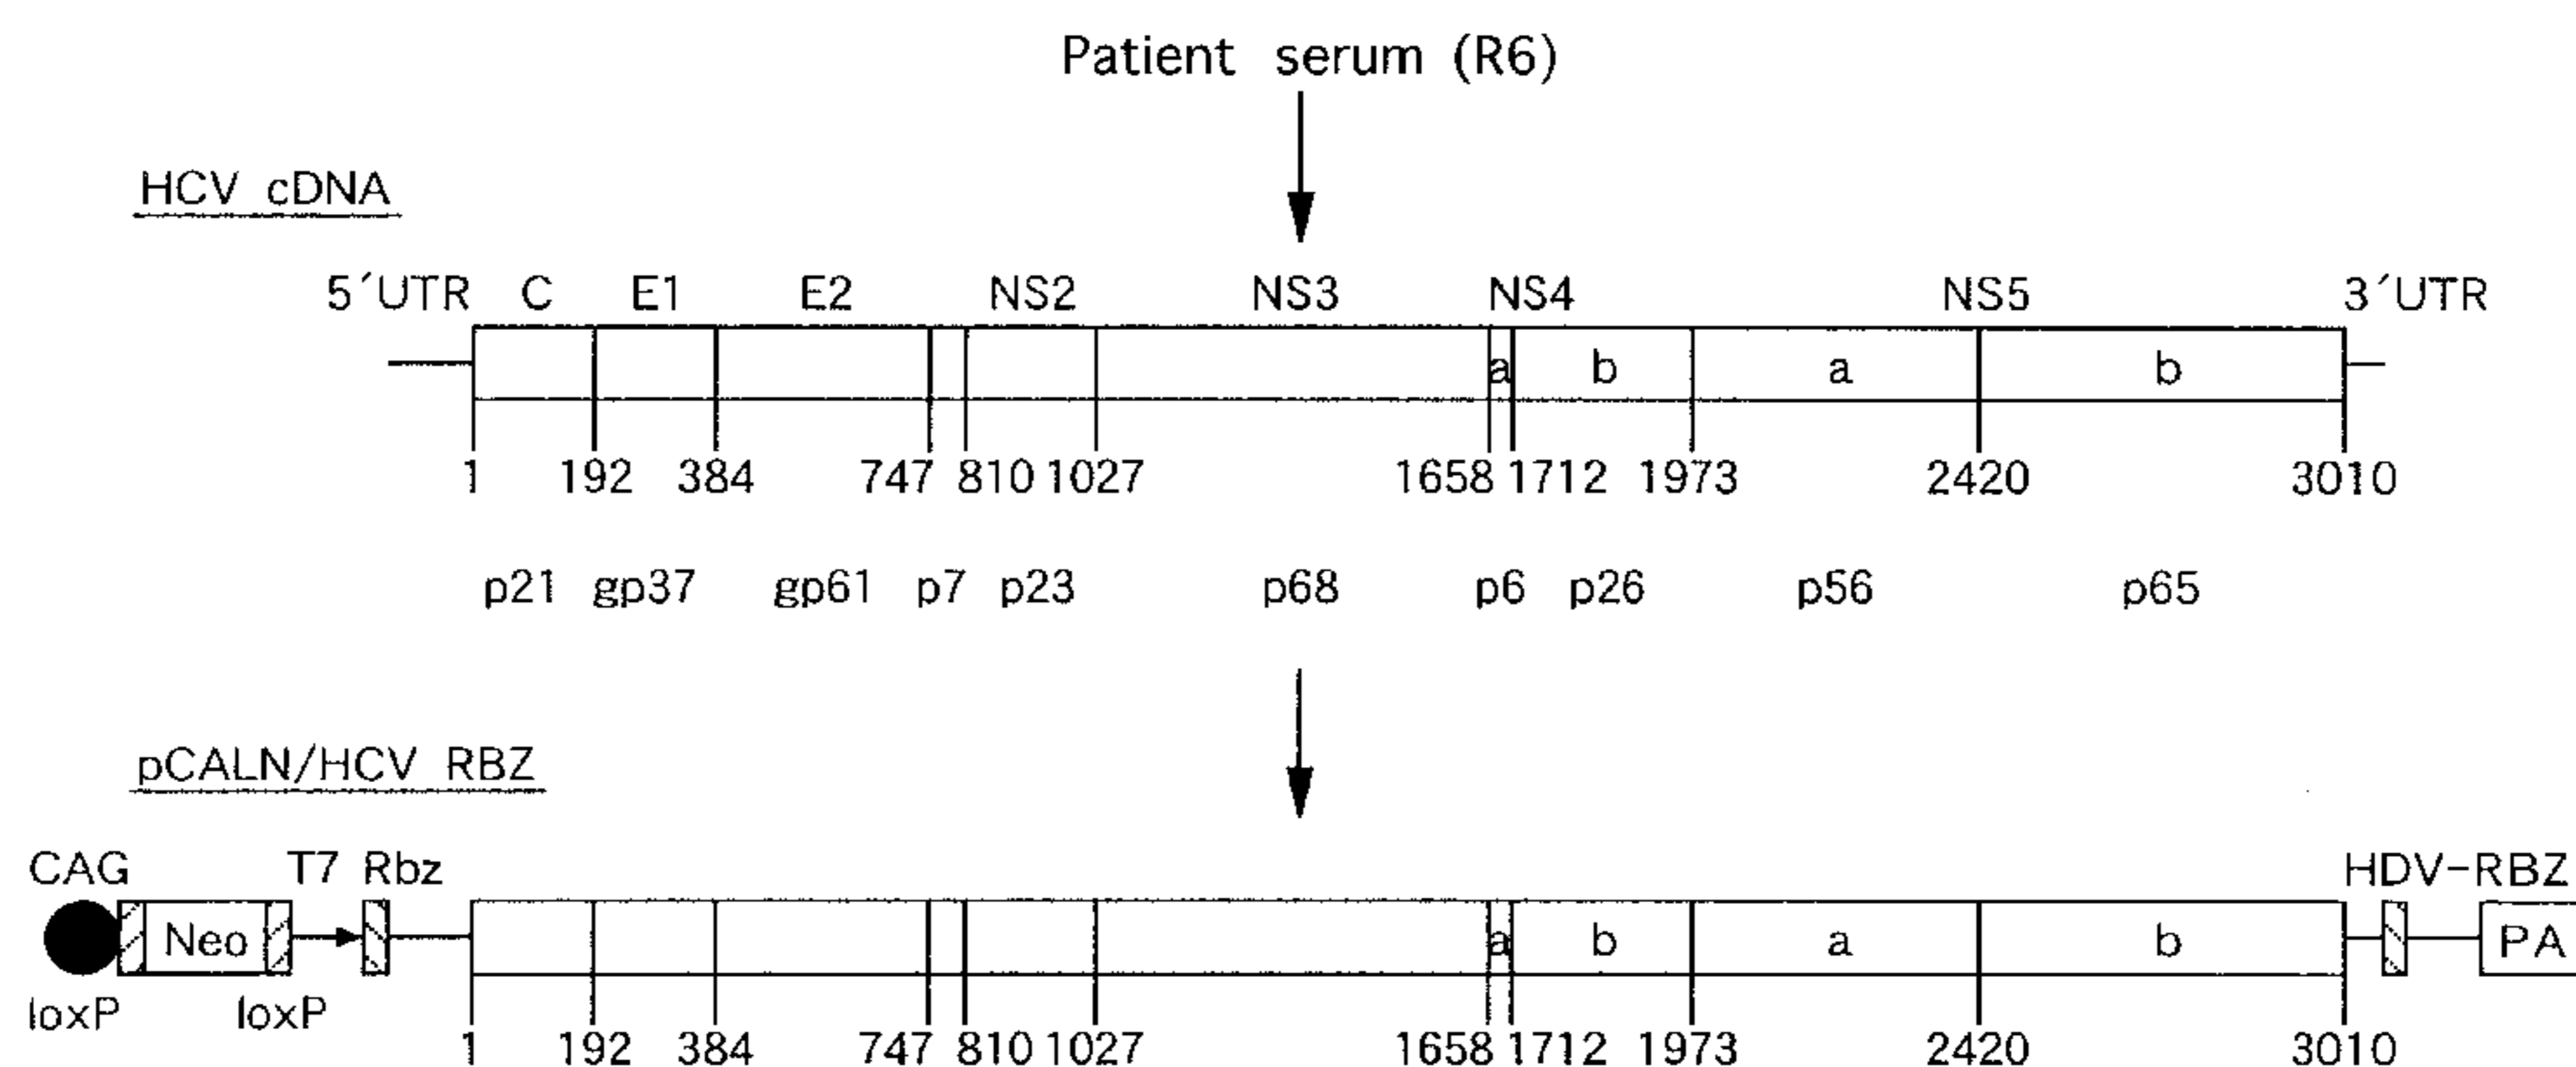 Patient serum (R6)
HCV cDNA
5´UTR C E1 E2 NS2 NS3 NS4 NS5 3´UTR
a b a b
1 192 384 747 810 1027 1658 1712 1973 2420 3010
p21 gp37 gp61 p7 p23 p68 p6 p26 p56 p65
pCALN/HCV RBZ
CAG T7 Rbz HDV-RBZ
Neo a b a b PA
loxP loxP
1 192 384 747 810 1027 1658 1712 1973 2420 3010